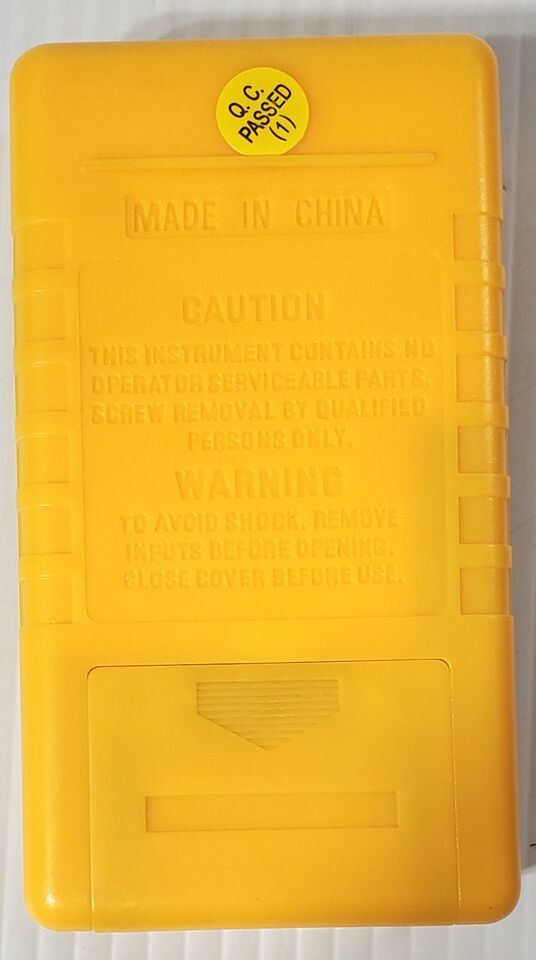 Q. C.
PASSED
(1)
MADE IN CHINA
CAUTION
THIS INSTRUMENT CONTAINS NO
OPERATOR SERVICEABLE PARTS.
SCREW REMOVAL BY QUALIFIED
PERSONS ONLY.
WARNING
TO AVOID SHOCK, REMOVE
INPUTS BEFORE OPENING.
CLOSE COVER BEFORE USE.